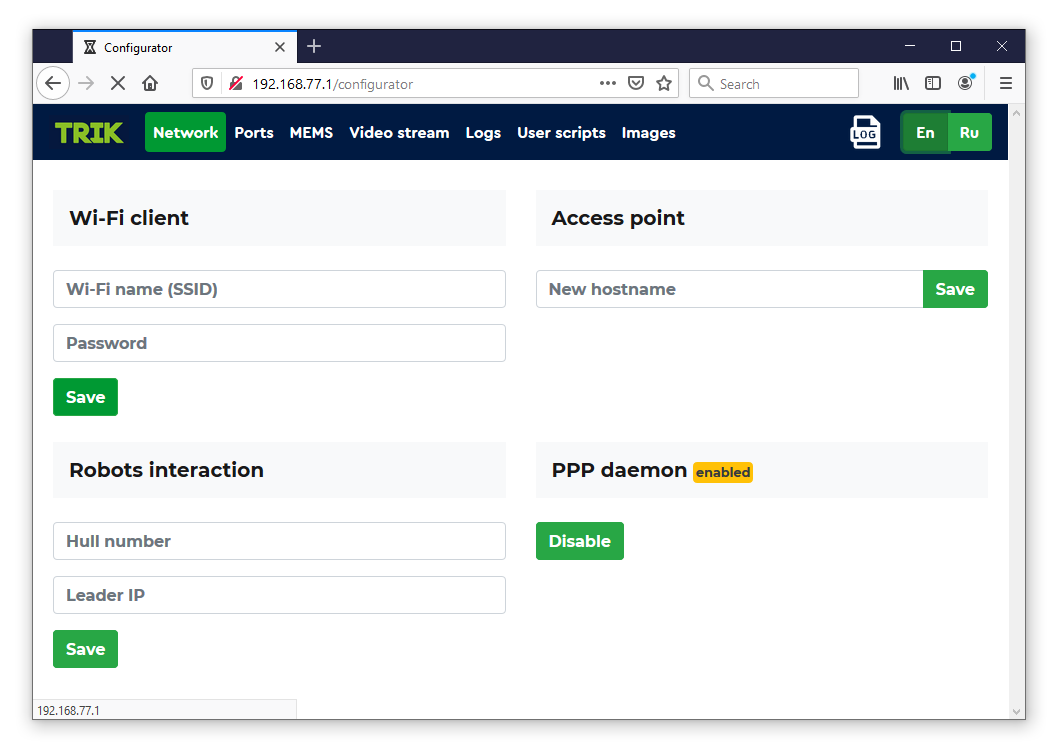 Configurator
192.168.77.1/configurator
Search
TRIK Network Ports MEMS Video stream Logs User scripts Images LOG En Ru
Wi-Fi client
Access point
Wi-Fi name (SSID)
New hostname Save
Password
Save
Robots interaction
PPP daemon enabled
Hull number
Disable
Leader IP
Save
192.168.77.1